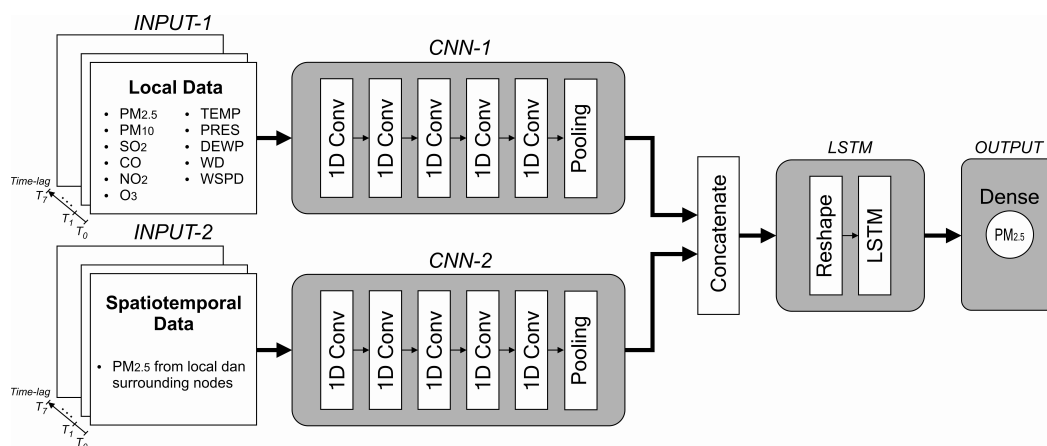 INPUT-1
Local Data
• PM2.5
• PM10
• SO2
• CO
• NO2
• O3
• TEMP
• PRES
• DEWP
• WD
• WSPD
Time-lag
T7
...
T1
T0
CNN-1
1D Conv
1D Conv
1D Conv
1D Conv
1D Conv
Pooling
INPUT-2
Spatiotemporal
Data
• PM2.5 from local dan
surrounding nodes
Time-lag
T7
...
T1
T0
CNN-2
1D Conv
1D Conv
1D Conv
1D Conv
1D Conv
Pooling
Concatenate
LSTM
Reshape
LSTM
OUTPUT
Dense
PM2.5